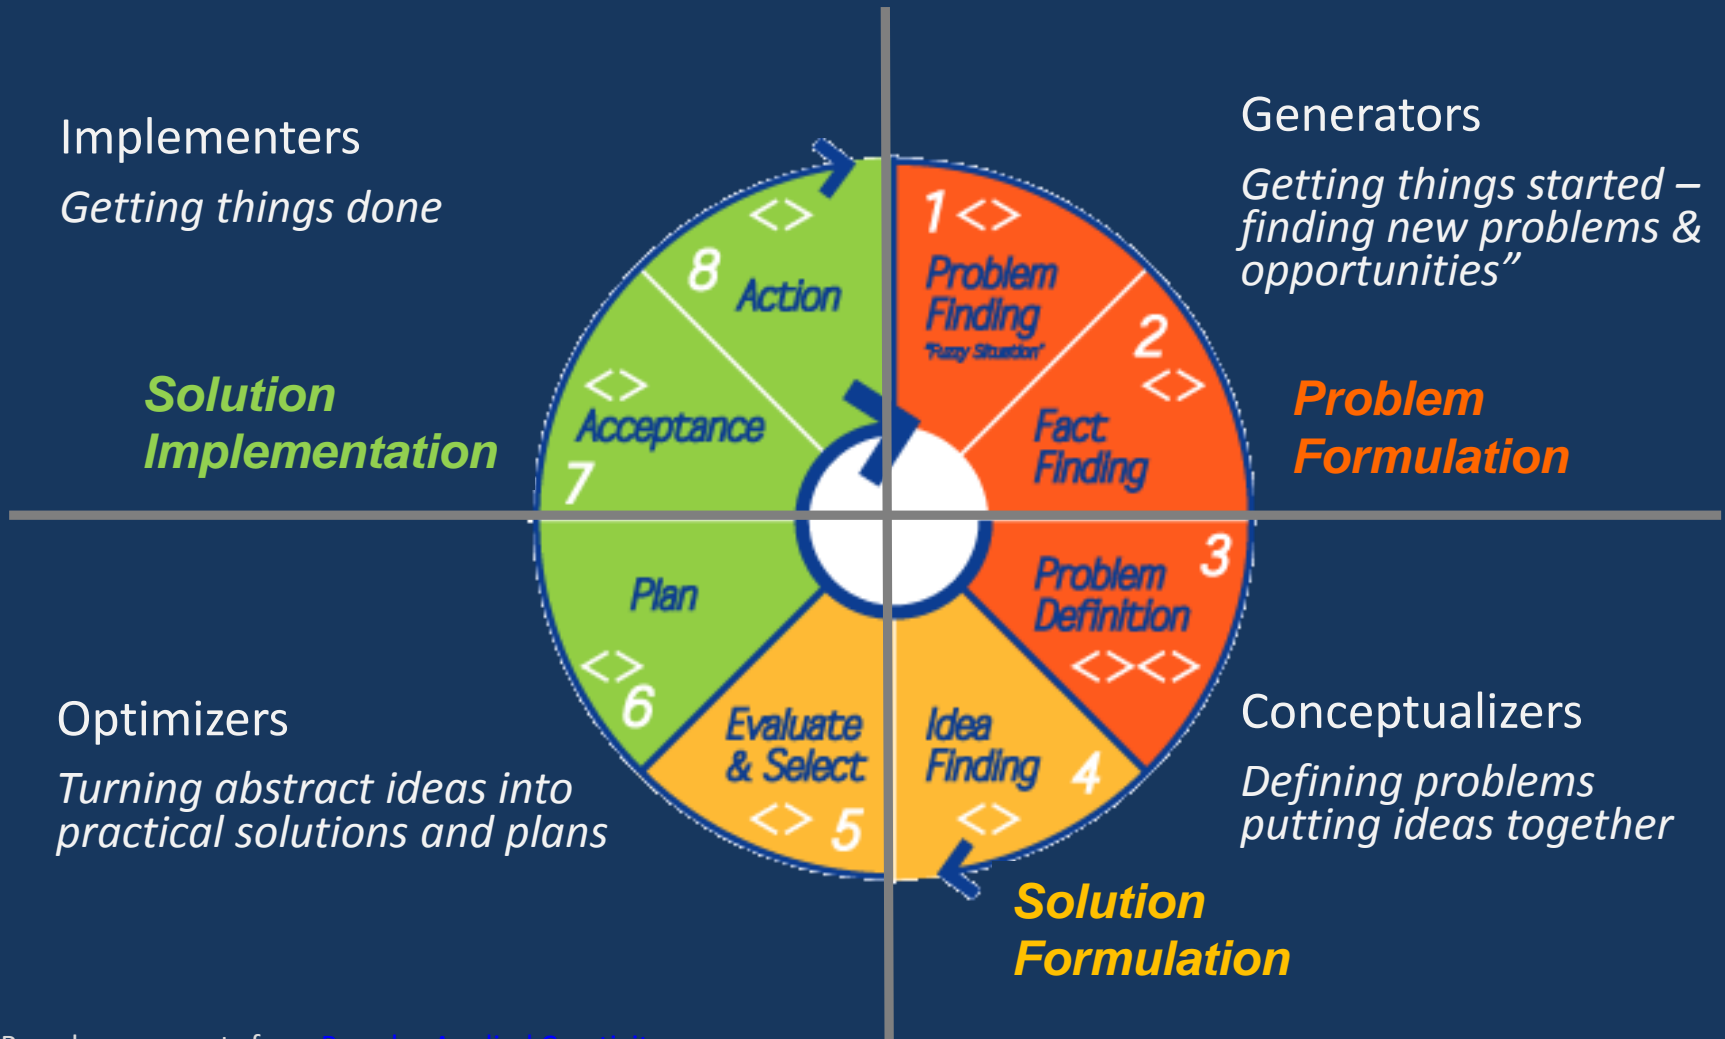 Implementers
Getting things done
Generators
Getting things started –
finding new problems &
opportunities”
Solution
Implementation
Problem
Formulation
1 <>
Problem
Finding
"Fuzzy Situation"
2
<>
Fact
Finding
3
Problem
Definition
<><>
Idea
Finding
4
<>
Evaluate
& Select
<> 5
Plan
<>
6
<>
Acceptance
7
<>
8
Action
Optimizers
Turning abstract ideas into
practical solutions and plans
Conceptualizers
Defining problems
putting ideas together
Solution
Formulation